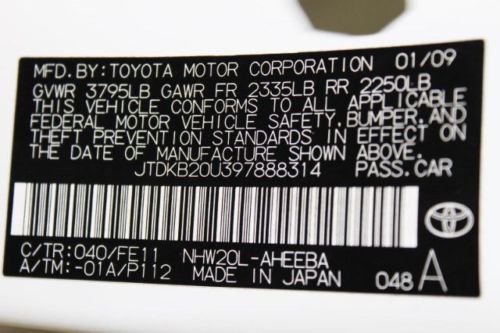 MFD. BY: TOYOTA MOTOR CORPORATION 01/09
GVWR 3795LB GAWR FR 2335LB RR 2250LB
THIS VEHICLE CONFORMS TO ALL APPLICABLE
FEDERAL MOTOR VEHICLE SAFETY, BUMPER, AND
THEFT PREVENTION STANDARDS IN EFFECT ON
THE DATE OF MANUFACTURE SHOWN ABOVE.
JTDKB20U397888314 PASS. CAR
C/TR: 040/FE11 NHW20L-AHEEBA
A/TM: -01A/P112 MADE IN JAPAN 048 A